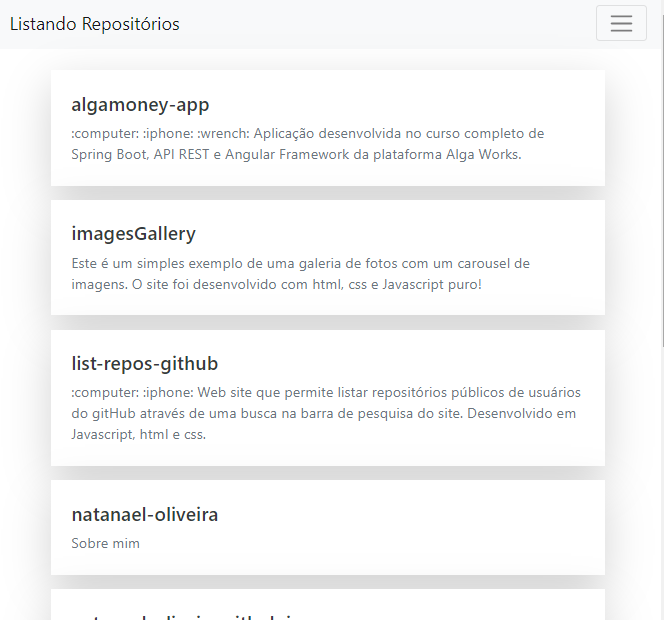 Listando Repositórios
algamoney-app
:computer: :iphone: :wrench: Aplicação desenvolvida no curso completo de
Spring Boot, API REST e Angular Framework da plataforma Alga Works.
imagesGallery
Este é um simples exemplo de uma galeria de fotos com um carousel de
imagens. O site foi desenvolvido com html, css e Javascript puro!
list-repos-github
:computer: :iphone: Web site que permite listar repositórios públicos de usuários
do gitHub através de uma busca na barra de pesquisa do site. Desenvolvido em
Javascript, html e css.
natanael-oliveira
Sobre mim